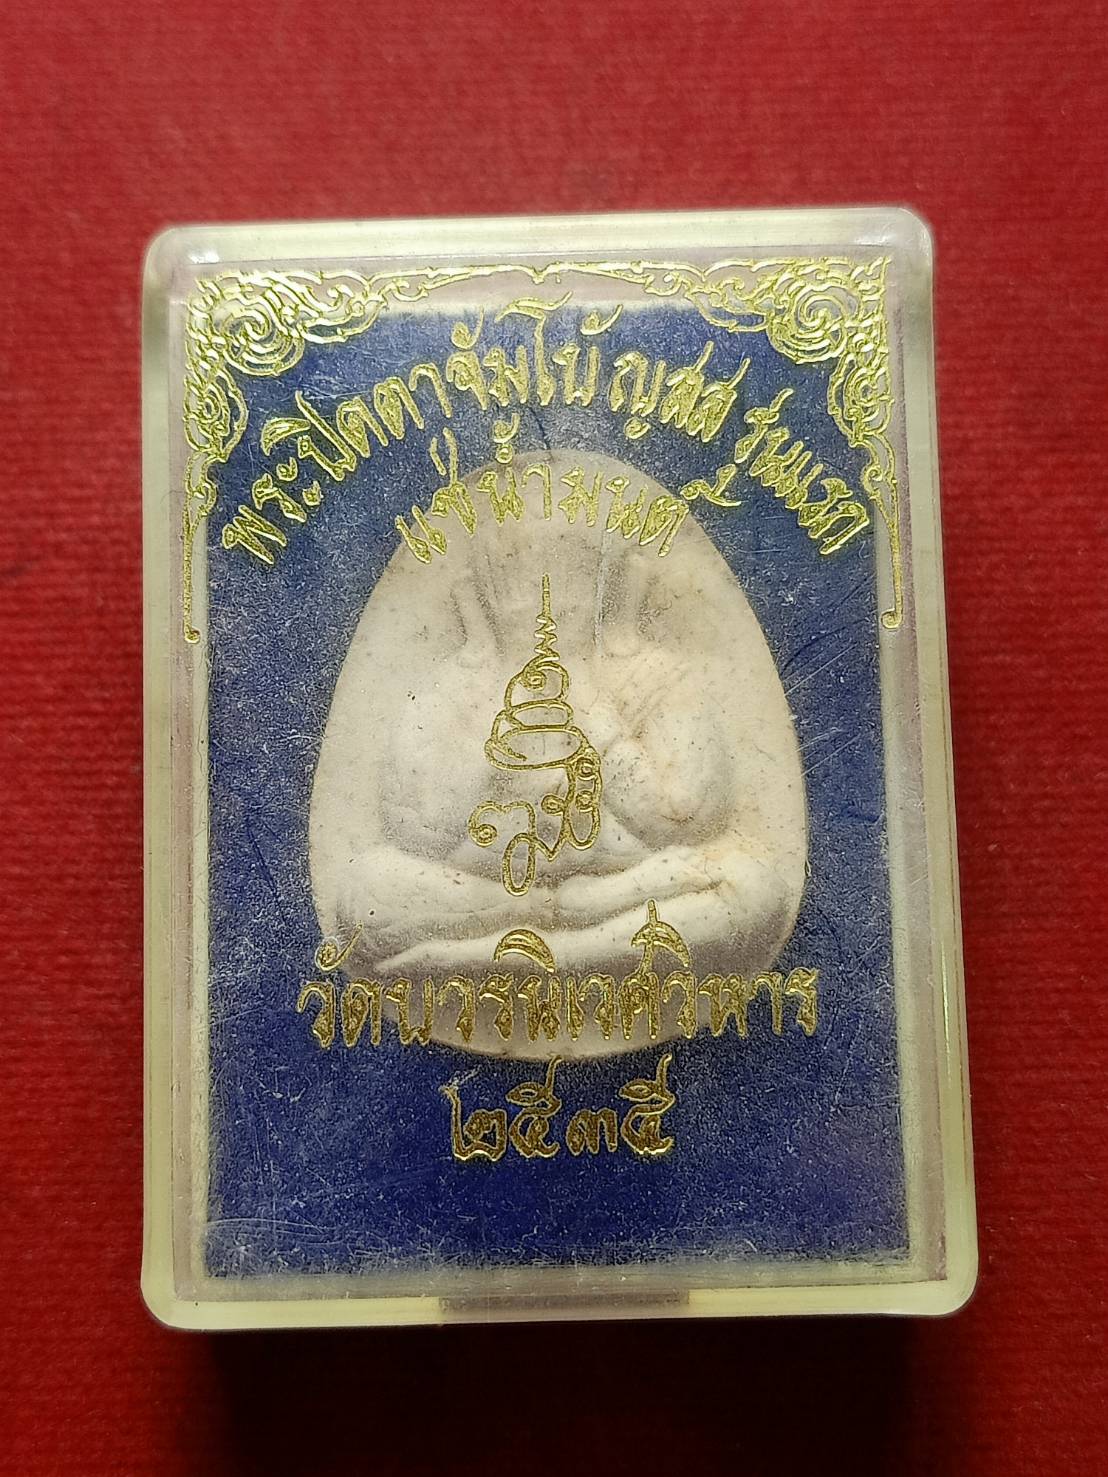 พระปิดตาจัมโบ้ ญสส รุ่นแรก
แช่น้ำมนต์
วัดบวรนิเวศวิหาร
๒๕๓๕